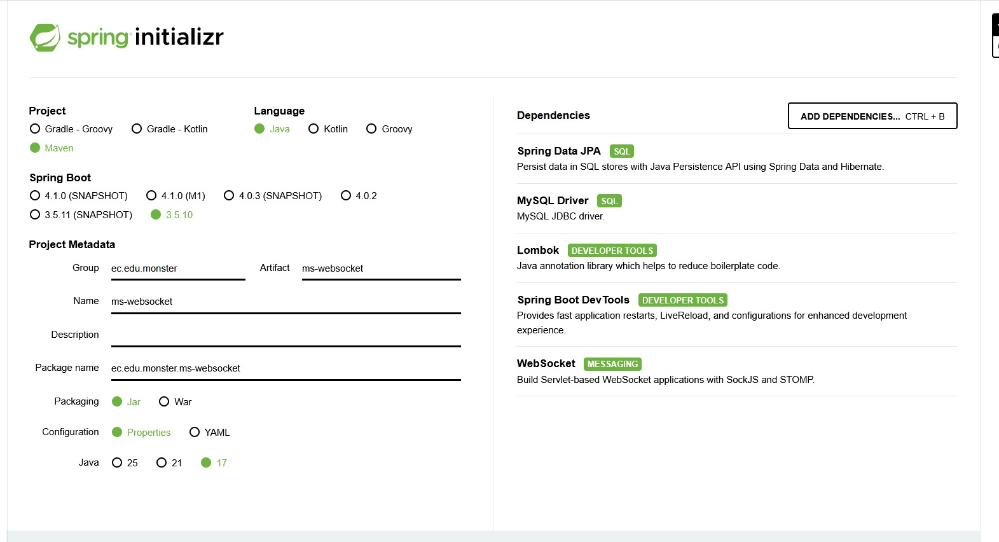 spring initializr
Project
Gradle - Groovy Gradle - Kotlin
Maven
Language
Java Kotlin Groovy
Spring Boot
4.1.0 (SNAPSHOT) 4.1.0 (M1) 4.0.3 (SNAPSHOT) 4.0.2
3.5.11 (SNAPSHOT) 3.5.10
Project Metadata
Group ec.edu.monster Artifact ms-websocket
Name ms-websocket
Description
Package name ec.edu.monster.ms-websocket
Packaging Jar War
Configuration Properties YAML
Java 25 21 17
Dependencies
ADD DEPENDENCIES... CTRL + B
Spring Data JPA SQL
Persist data in SQL stores with Java Persistence API using Spring Data and Hibernate.
MySQL Driver SQL
MySQL JDBC driver.
Lombok DEVELOPER TOOLS
Java annotation library which helps to reduce boilerplate code.
Spring Boot DevTools DEVELOPER TOOLS
Provides fast application restarts, LiveReload, and configurations for enhanced development
experience.
WebSocket MESSAGING
Build Servlet-based WebSocket applications with SockJS and STOMP.